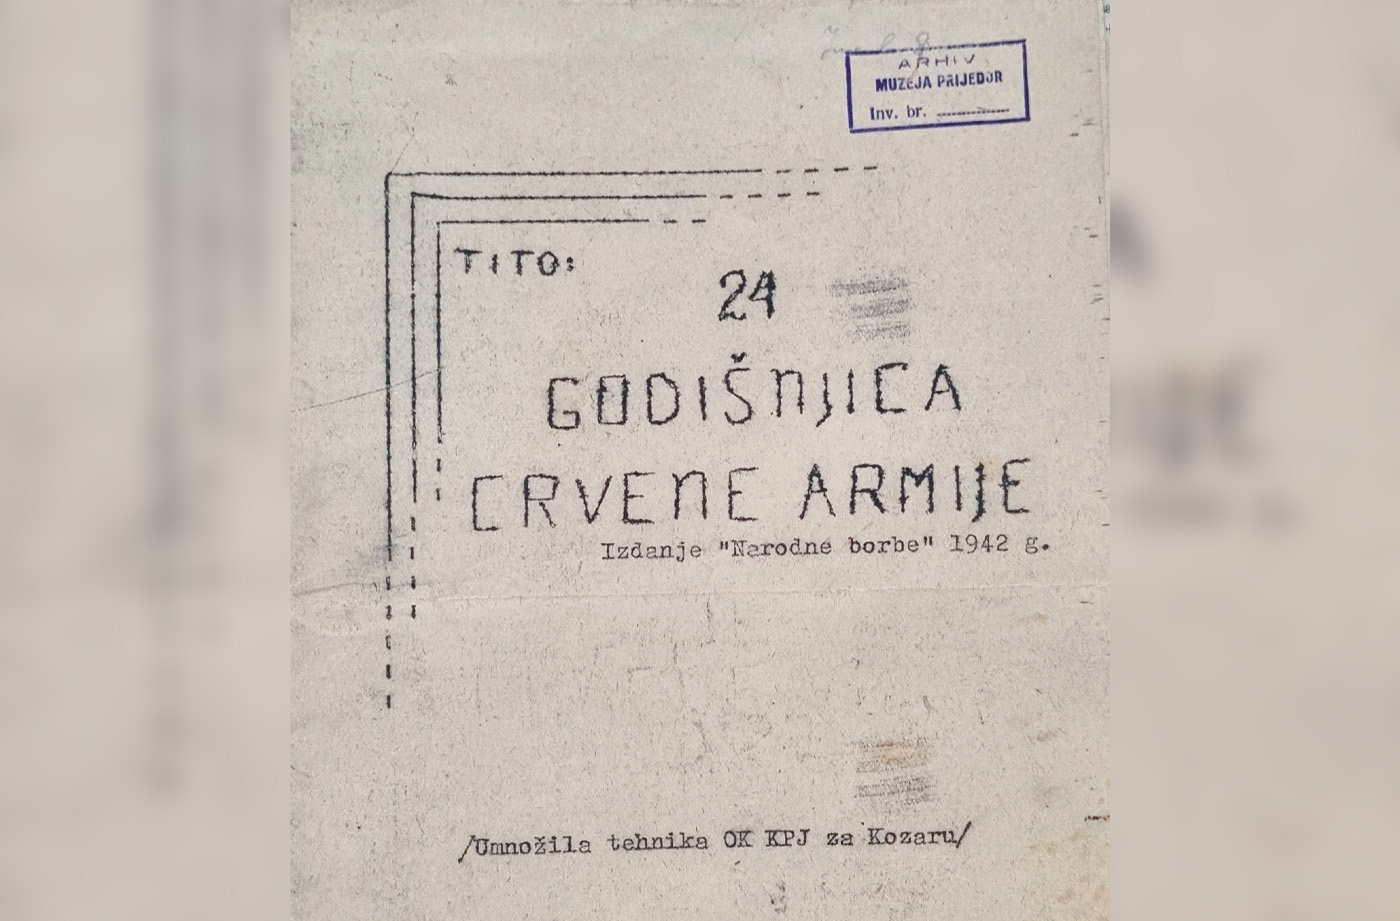 ARHIV
MUZEJA PRIJEDOR
Inv. br.
TITO:
24
GODIŠNJICA
CRVENE ARMIJE
Izdanje "Narodne borbe" 1942 g.
/Umnožila tehnika OK KPJ za Kozaru/